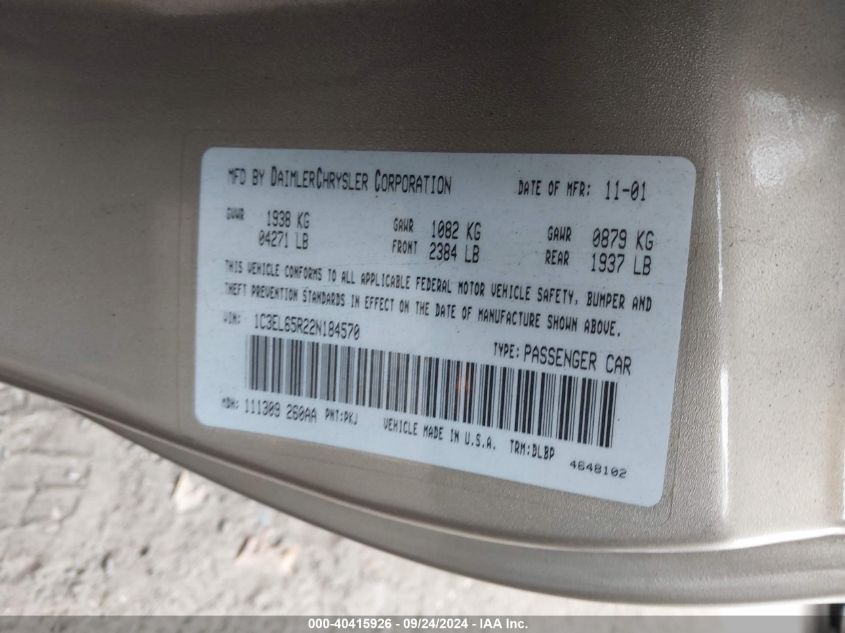 MFD BY DAIMLERCHRYSLER CORPORATION DATE OF MFR: 11-01
GVWR 1938 KG GAWR 1082 KG GAWR 0879 KG
04271 LB FRONT 2384 LB REAR 1937 LB
THIS VEHICLE CONFORMS TO ALL APPLICABLE FEDERAL MOTOR VEHICLE SAFETY, BUMPER AND
THEFT PREVENTION STANDARDS IN EFFECT ON THE DATE OF MANUFACTURE SHOWN ABOVE.
VIN: 1C3EL65R22N184570 TYPE: PASSENGER CAR
MDH: 111309 260AA PNT:PKJ VEHICLE MADE IN U.S.A. TRM:DLBP 4648102
000-40415926 - 09/24/2024 - IAA Inc.